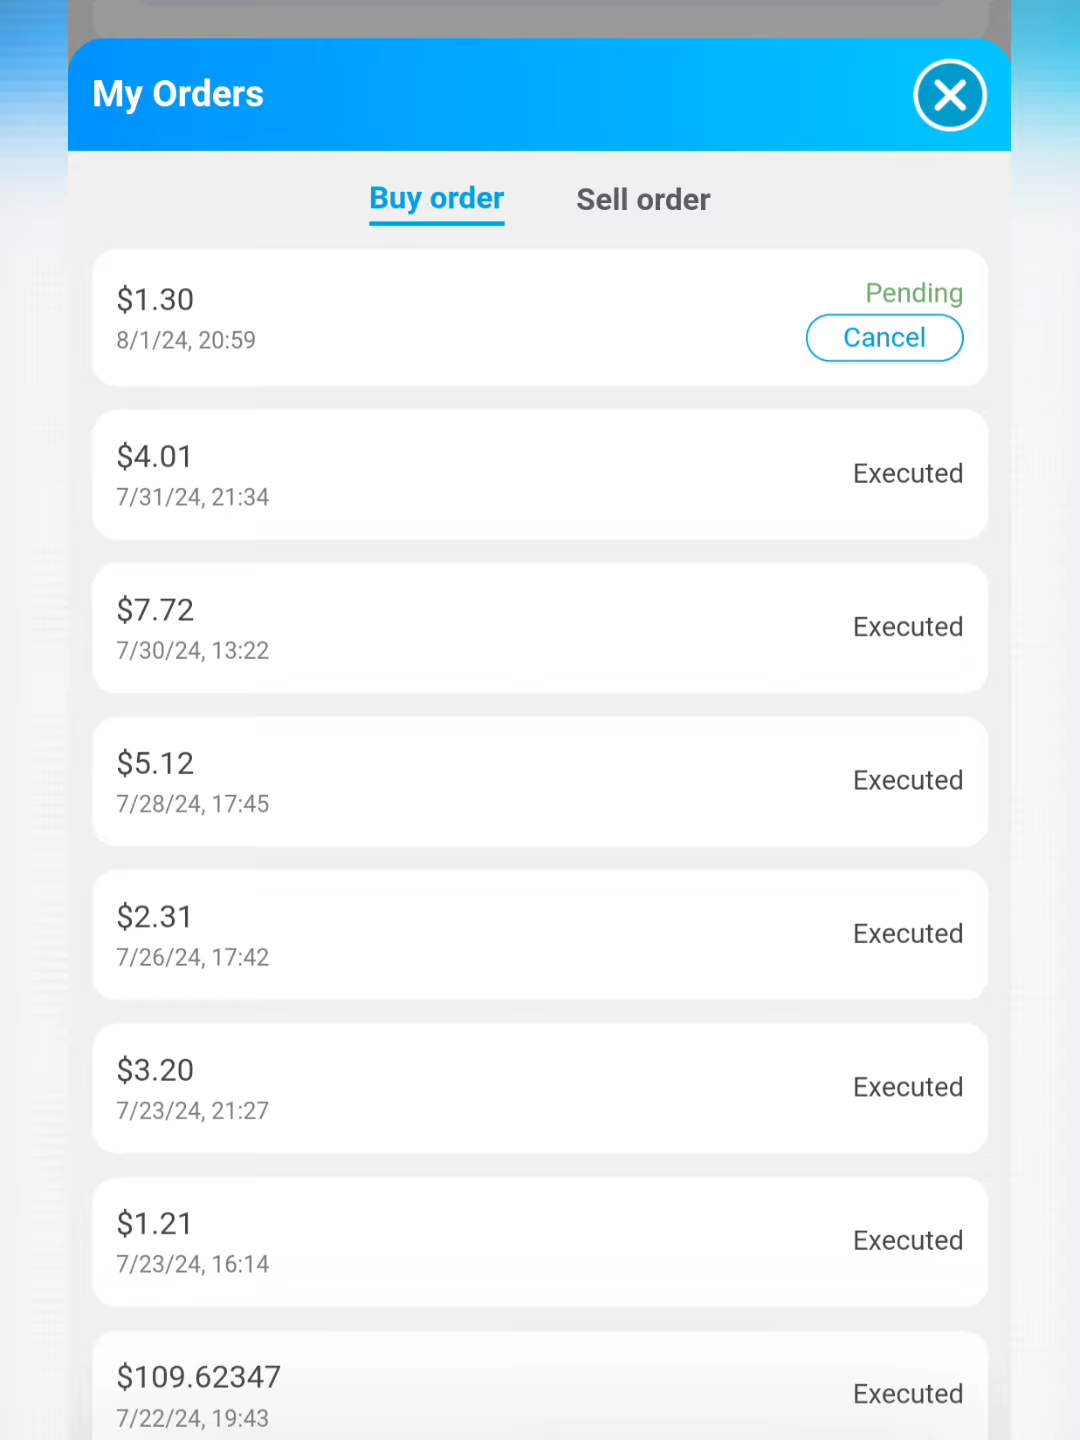 My Orders
Buy order
Sell order
$1.30
Pending
8/1/24, 20:59
Cancel
$4.01
7/31/24, 21:34
Executed
$7.72
7/30/24, 13:22
Executed
$5.12
7/28/24, 17:45
Executed
$2.31
7/26/24, 17:42
Executed
$3.20
7/23/24, 21:27
Executed
$1.21
7/23/24, 16:14
Executed
$109.62347
7/22/24, 19:43
Executed